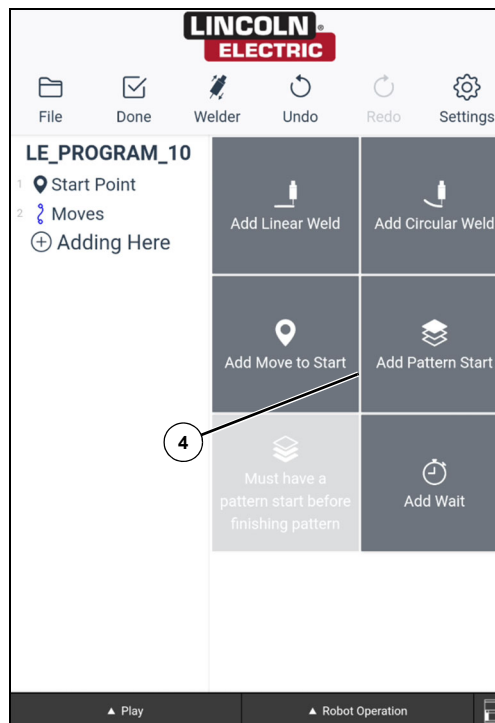 LINCOLN ®
ELECTRIC
File
Done
Welder
Undo
Redo
Settings
LE_PROGRAM_10
1 Start Point
2 Moves
Adding Here
Add Linear Weld
Add Circular Weld
Add Move to Start
Add Pattern Start
4
Must have a
pattern start before
finishing pattern
Add Wait
▲ Play
▲ Robot Operation